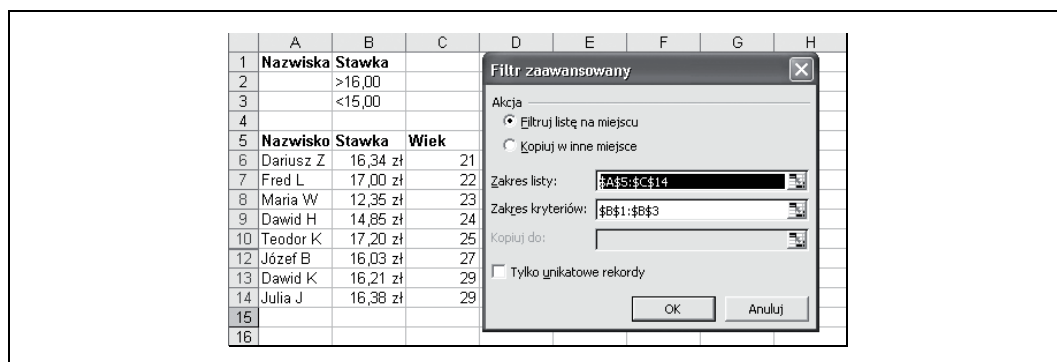 A B C D E F G H
1 Nazwiska Stawka
2 >16,00
3 <15,00
4
5 Nazwisko Stawka Wiek
6 Dariusz Z 16,34 zł 21
7 Fred L 17,00 zł 22
8 Maria W 12,35 zł 23
9 Dawid H 14,85 zł 24
10 Teodor K 17,20 zł 25
12 Józef B 16,03 zł 27
13 Dawid K 16,21 zł 29
14 Julia J 16,38 zł 29
15
16
Filtr zaawansowany
Akcja
Filtruj listę na miejscu
Kopiuj w inne miejsce
Zakres listy: $A$5:$C$14
Zakres kryteriów: $B$1:$B$3
Kopiuj do:
Tylko unikatowe rekordy
OK Anuluj